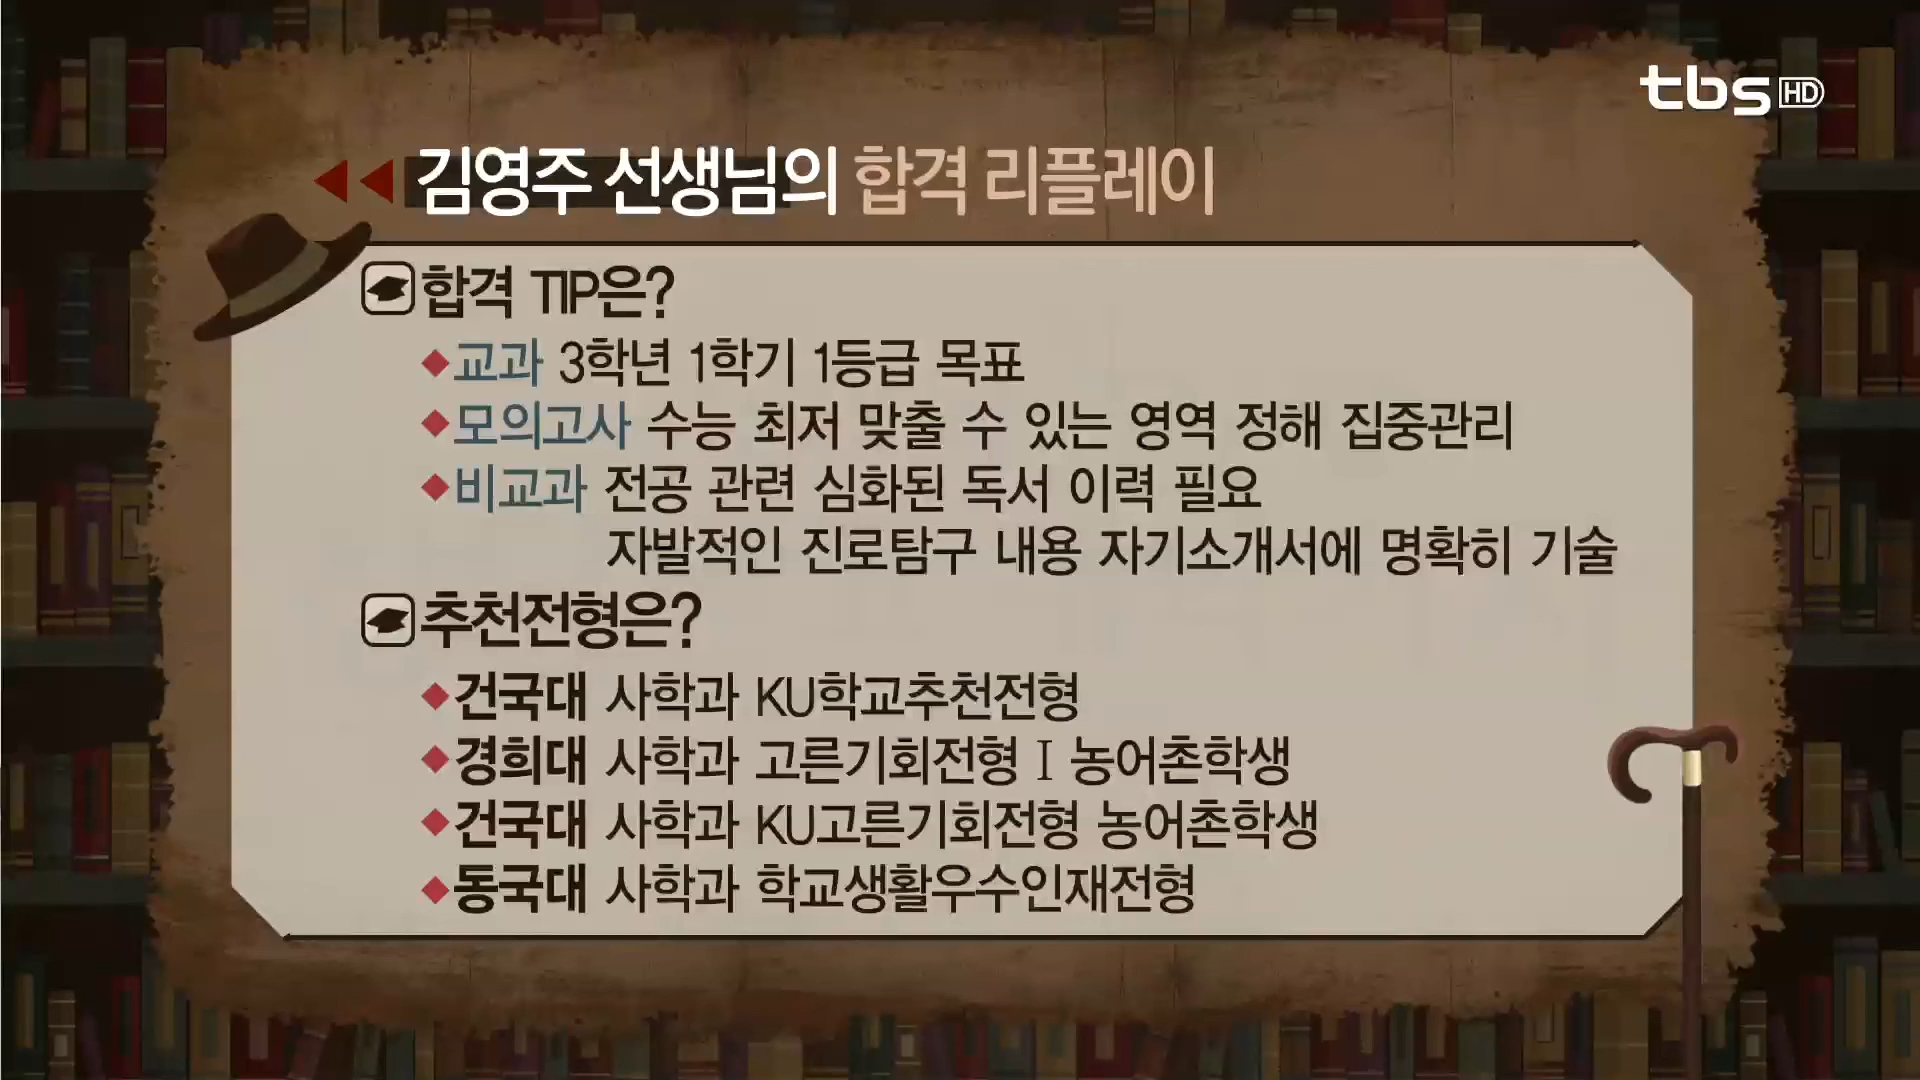 tbs HD
김영주 선생님의 합격 리플레이
합격 TIP은?
교과 3학년 1학기 1등급 목표
모의고사 수능 최저 맞출 수 있는 영역 정해 집중관리
비교과 전공 관련 심화된 독서 이력 필요
자발적인 진로탐구 내용 자기소개서에 명확히 기술
추천전형은?
건국대 사학과 KU학교추천전형
경희대 사학과 고른기회전형 I 농어촌학생
건국대 사학과 KU고른기회전형 농어촌학생
동국대 사학과 학교생활우수인재전형